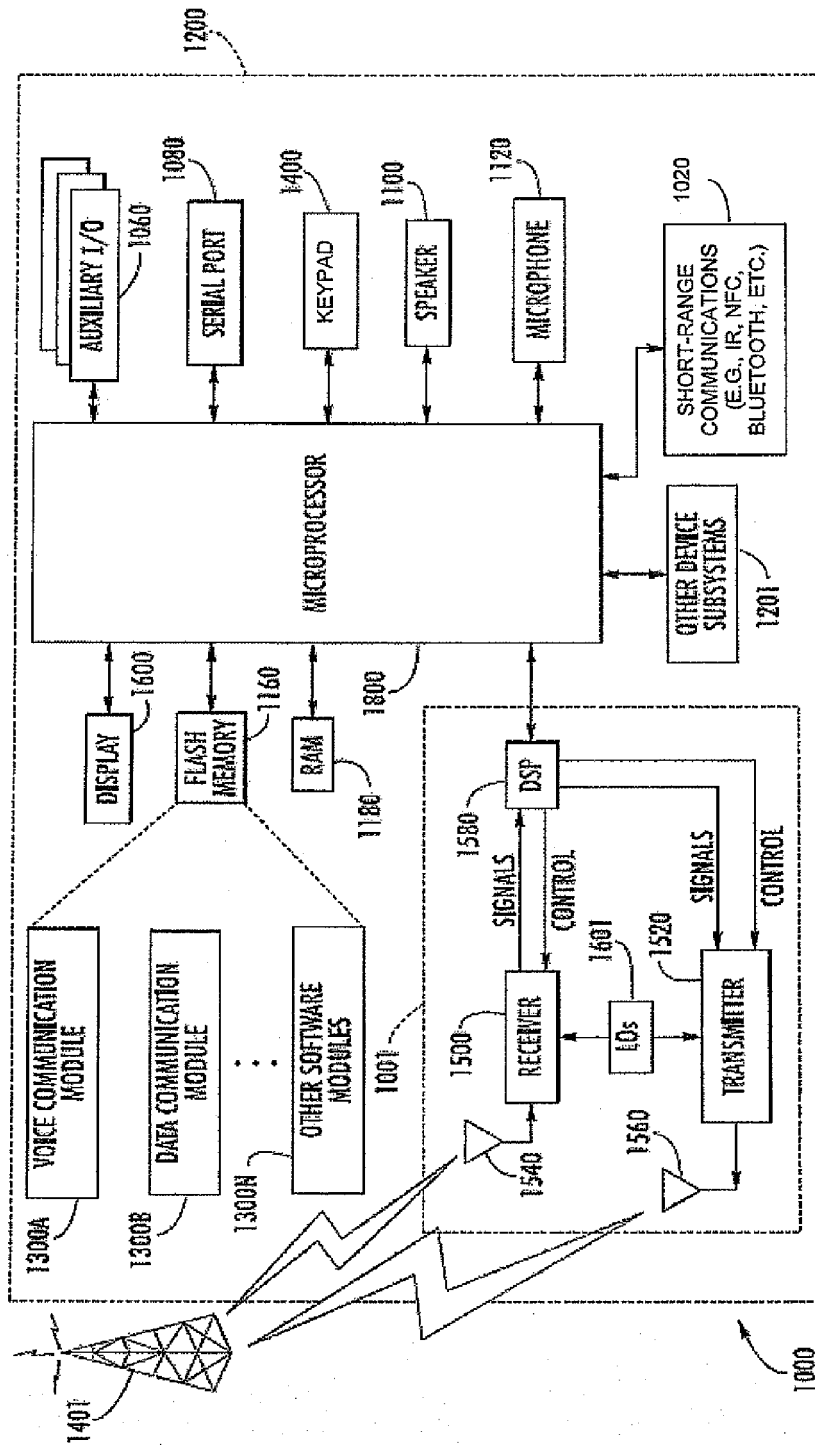 1200
AUXILIARY I/O
1060
SERIAL PORT
1080
KEYPAD
1400
SPEAKER
1100
MICROPHONE
1120
SHORT-RANGE
COMMUNICATIONS
(E.G., IR, NFC,
BLUETOOTH, ETC.)
1020
MICROPROCESSOR
1800
OTHER DEVICE
SUBSYSTEMS
1201
DISPLAY
1600
FLASH
MEMORY
1160
RAM
1180
VOICE COMMUNICATION
MODULE
1300A
DATA COMMUNICATION
MODULE
1300B
OTHER SOFTWARE
MODULES
1300N
1001
DSP
1580
SIGNALS
CONTROL
RECEIVER
1500
LOs
1601
SIGNALS
CONTROL
TRANSMITTER
1520
1540
1560
1401
1000